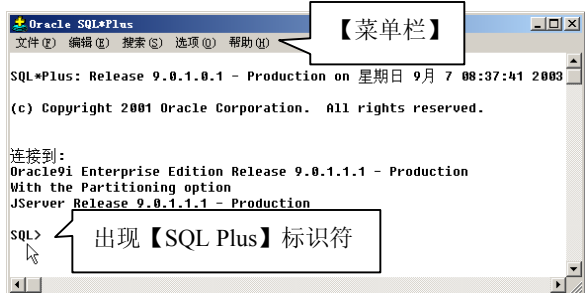 Oracle SQL*Plus
【菜单栏】
文件(F) 编辑(E) 搜索(S) 选项(O) 帮助(H)
SQL*Plus: Release 9.0.1.0.1 - Production on 星期日 9月 7 08:37:41 2003
(c) Copyright 2001 Oracle Corporation.  All rights reserved.
连接到:
Oracle9i Enterprise Edition Release 9.0.1.1.1 - Production
With the Partitioning option
JServer Release 9.0.1.1.1 - Production
SQL>
出现【SQL Plus】标识符